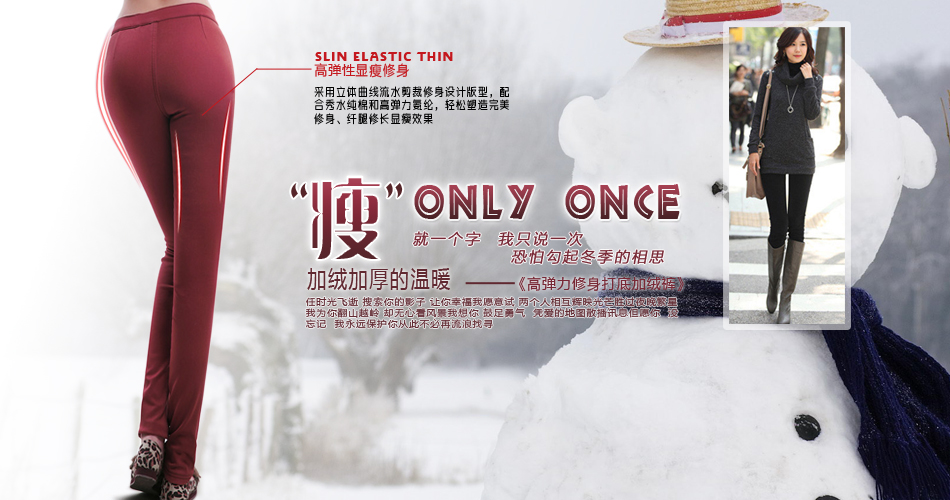 SLIN ELASTIC THIN
高弹性显瘦修身
采用立体曲线流水剪裁修身设计版型，配
合秀水纯棉和高弹力氨纶，轻松塑造完美
修身、纤腿修长显瘦效果
“瘦” ONLY ONCE
就一个字 我只说一次
恐怕勾起冬季的相思
加绒加厚的温暖 ———《高弹力修身打底加绒裤》
任时光飞逝 搜索你的影子 让你幸福我愿意试 两个人相互辉映光芒胜过夜晚繁星
我为你翻山越岭 却无心看风景我想你 鼓足勇气 凭爱的地图散播讯息但愿你 没
忘记 我永远保护你从此不必再流浪找寻